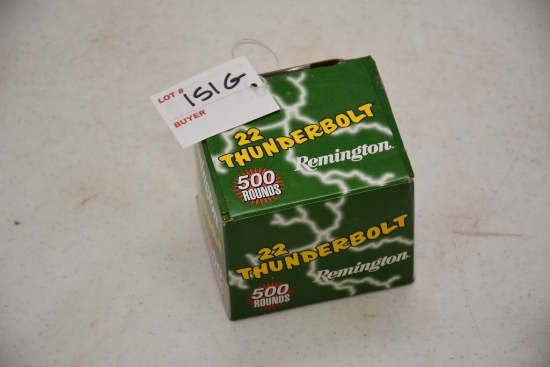 LOT # 151G
BUYER
22
THUNDERBOLT
Remington
500
ROUNDS
22
THUNDERBOLT
Remington
500
ROUNDS